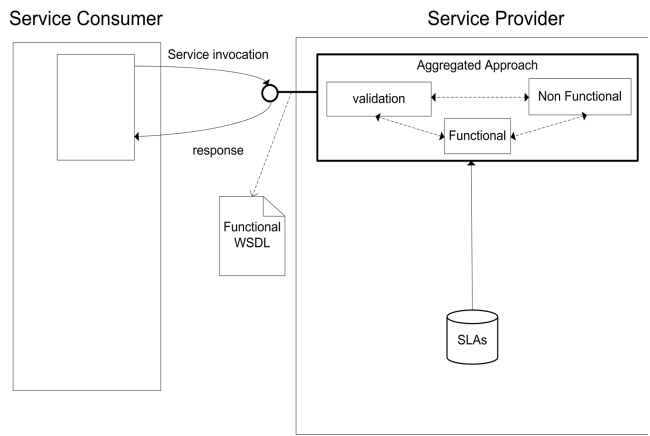 Service Consumer
Service Provider
Service invocation
response
Functional
WSDL
Aggregated Approach
validation
Non Functional
Functional
SLAs